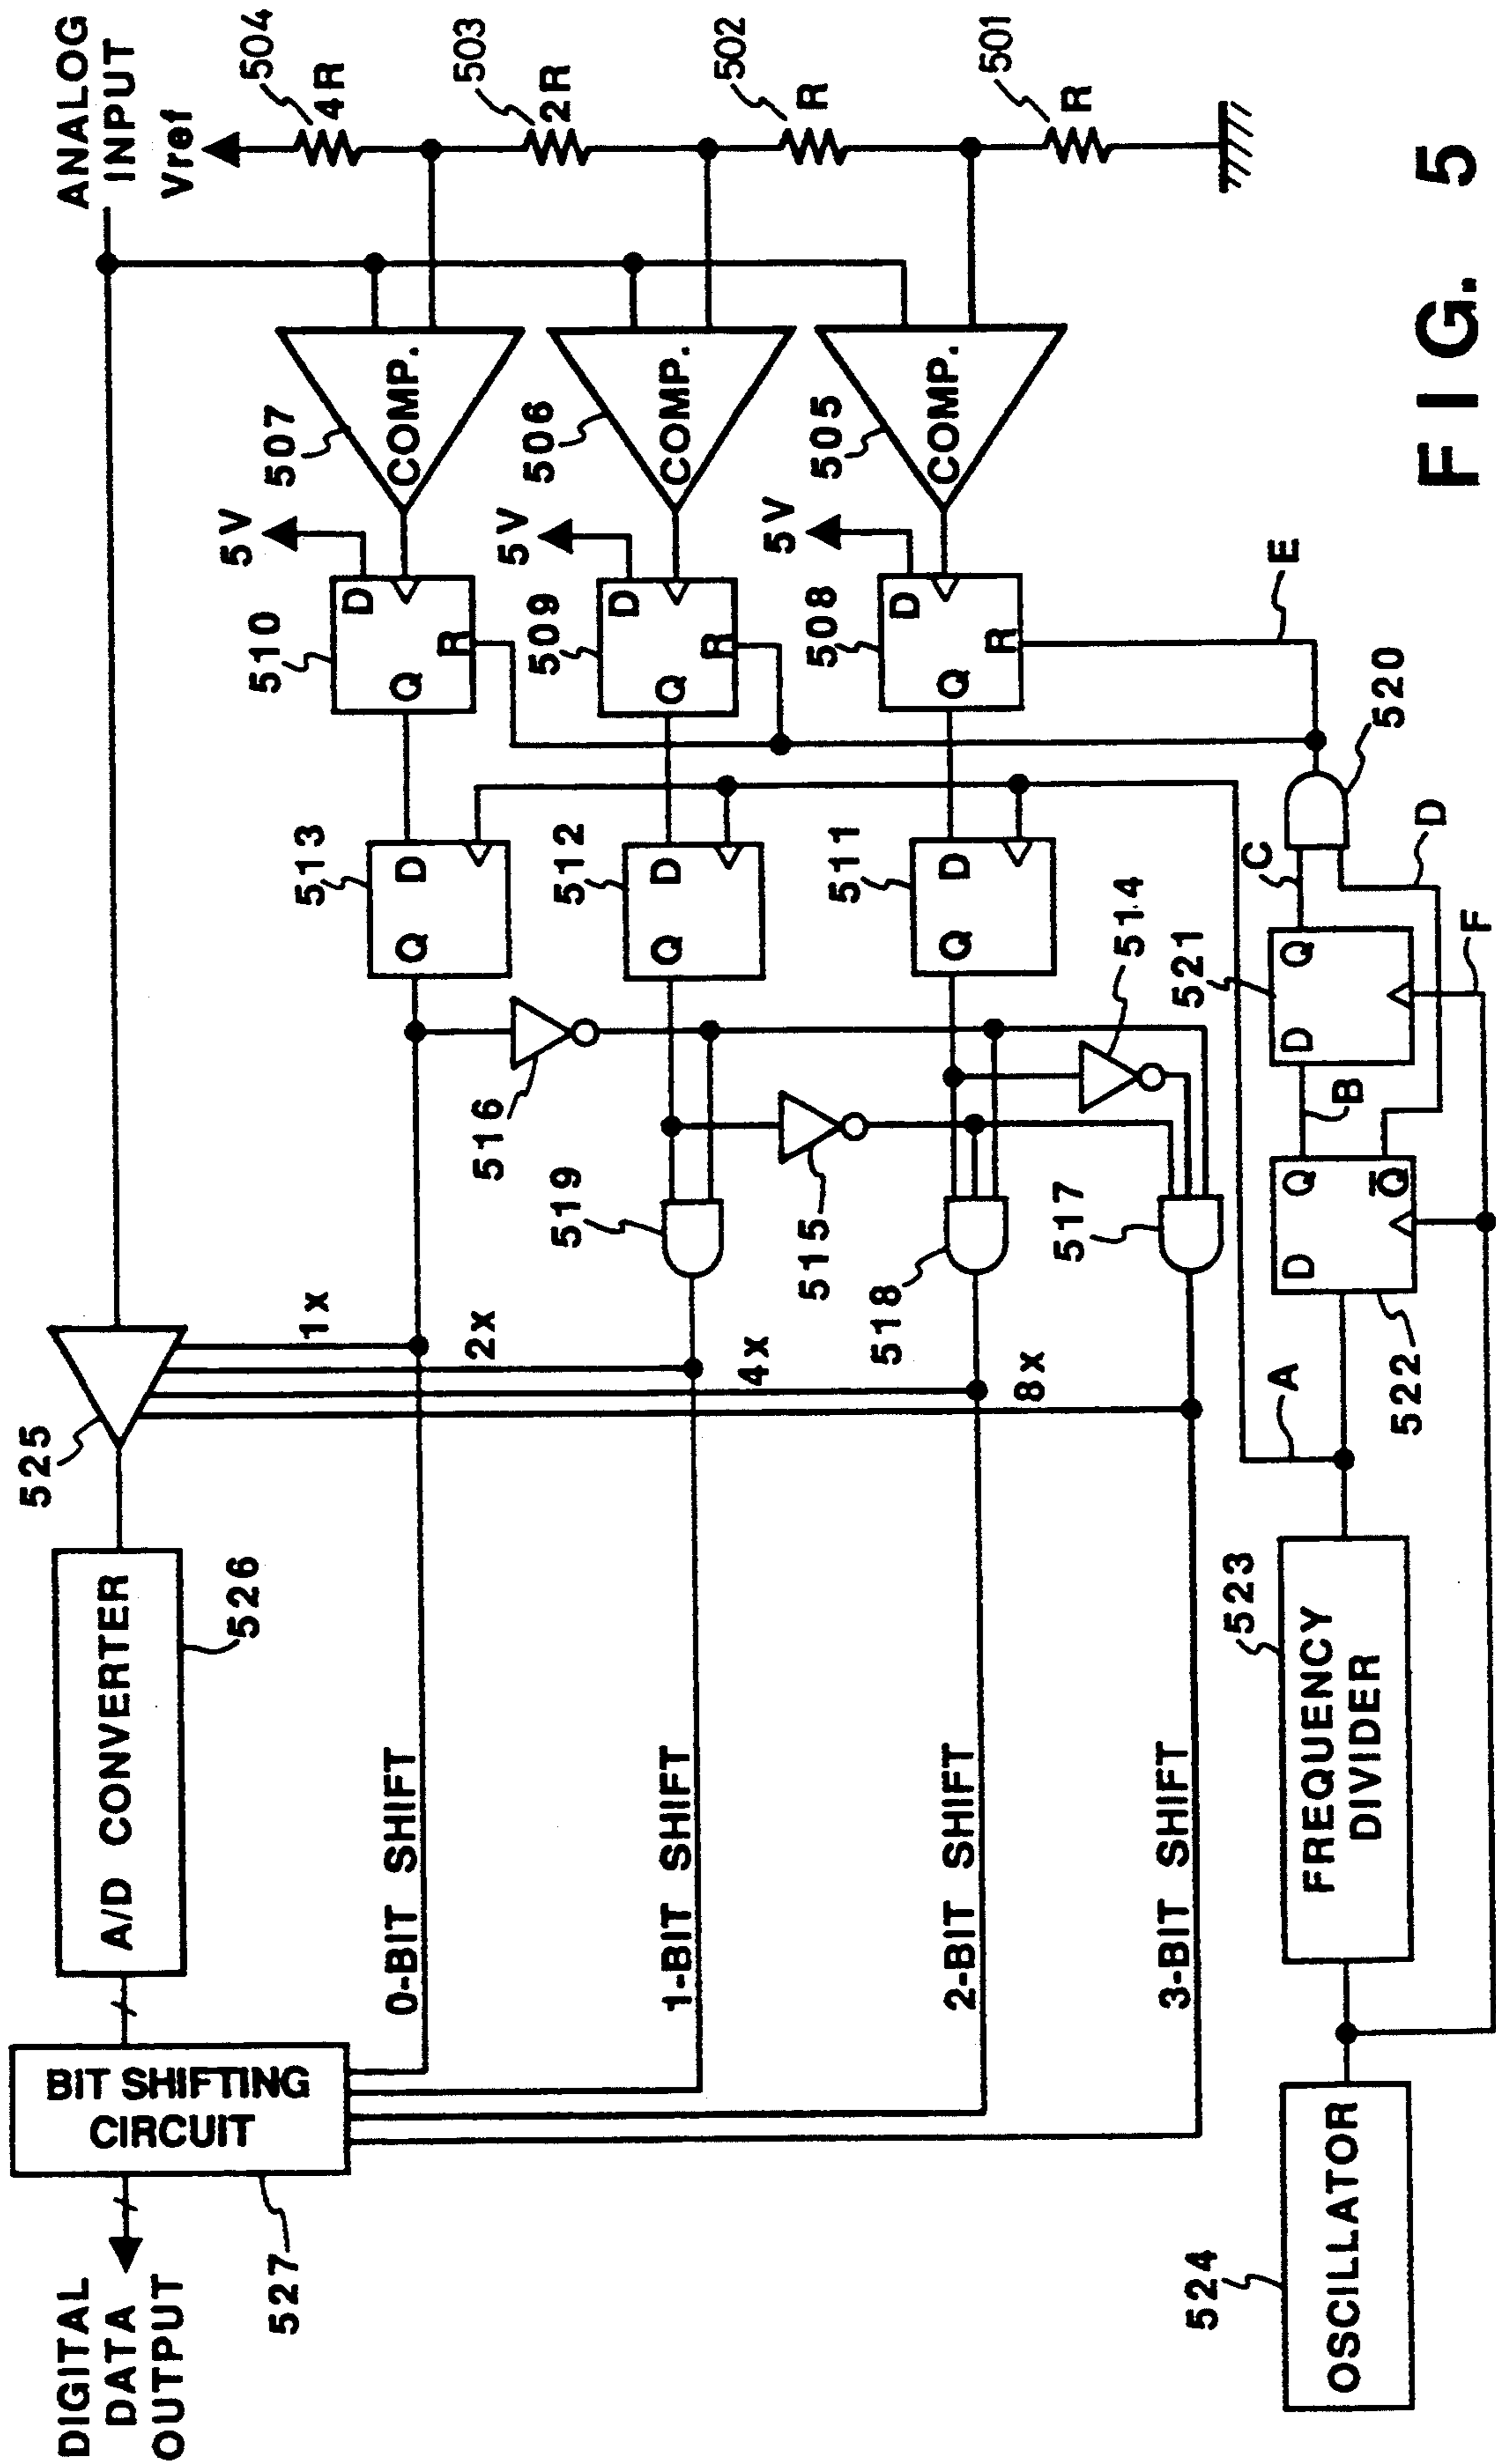 ANALOG
INPUT
Vref
504
4R
503
2R
502
R
501
R
507
COMP.
506
COMP.
505
COMP.
5V
5V
5V
510
D
Q
R
509
D
Q
R
508
D
Q
R
E
520
513
D
Q
512
D
Q
511
D
Q
C
D
521
Q
D
F
516
519
515
514
518
517
B
D
Q
Q̅
522
A
525
1x
2x
4x
8x
A/D CONVERTER
526
523
FREQUENCY
DIVIDER
0-BIT SHIFT
1-BIT SHIFT
2-BIT SHIFT
3-BIT SHIFT
BIT SHIFTING
CIRCUIT
527
524
OSCILLATOR
DIGITAL
DATA
OUTPUT
FIG. 5